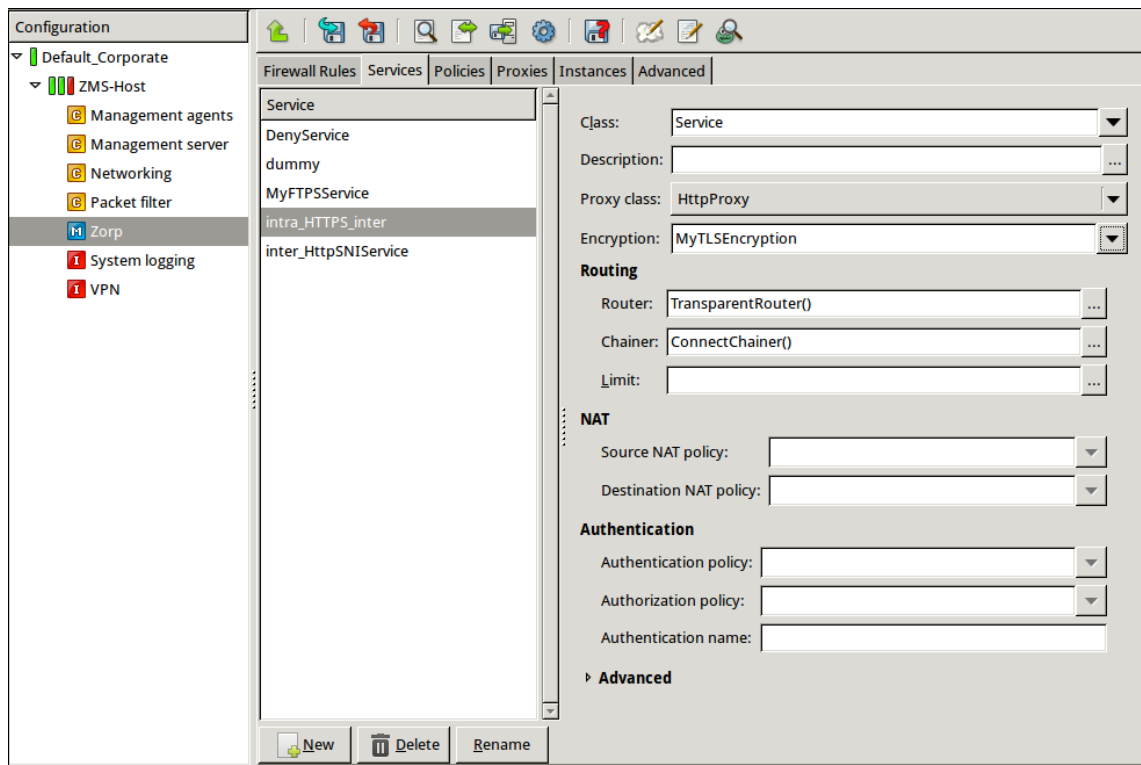 Configuration
Default_Corporate
ZMS-Host
C Management agents
C Management server
C Networking
C Packet filter
M Zorp
I System logging
I VPN
Firewall Rules Services Policies Proxies Instances Advanced
Service
DenyService
dummy
MyFTPSService
intra_HTTPS_inter
inter_HttpSNIService
New Delete Rename
Class: Service
Description: ...
Proxy class: HttpProxy
Encryption: MyTLSEncryption
Routing
Router: TransparentRouter() ...
Chainer: ConnectChainer() ...
Limit: ...
NAT
Source NAT policy:
Destination NAT policy:
Authentication
Authentication policy:
Authorization policy:
Authentication name:
Advanced